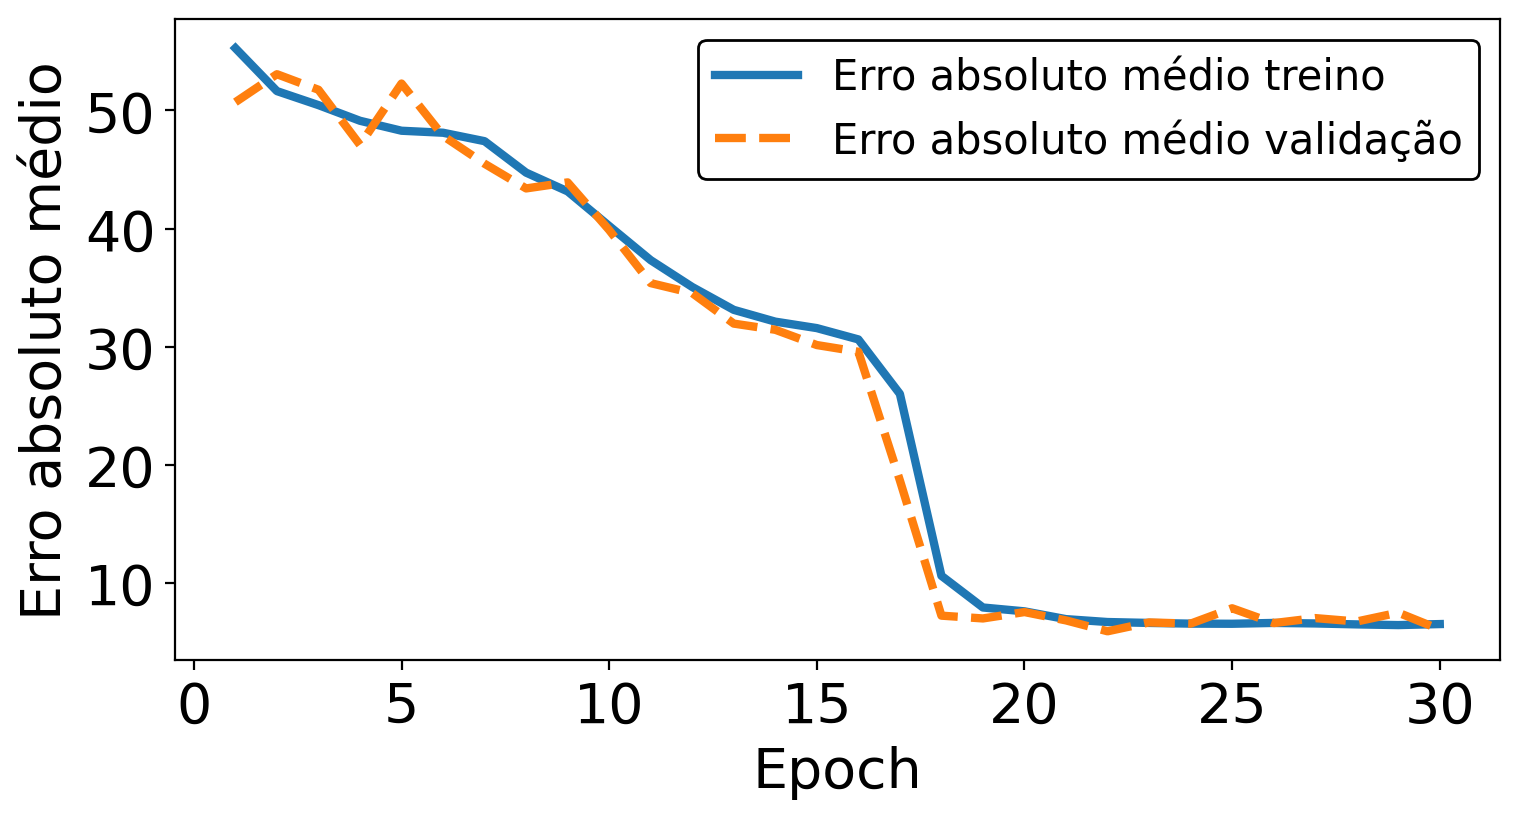 Erro absoluto médio treino
Erro absoluto médio validação
Erro absoluto médio
50
40
30
20
10
0 5 10 15 20 25 30
Epoch